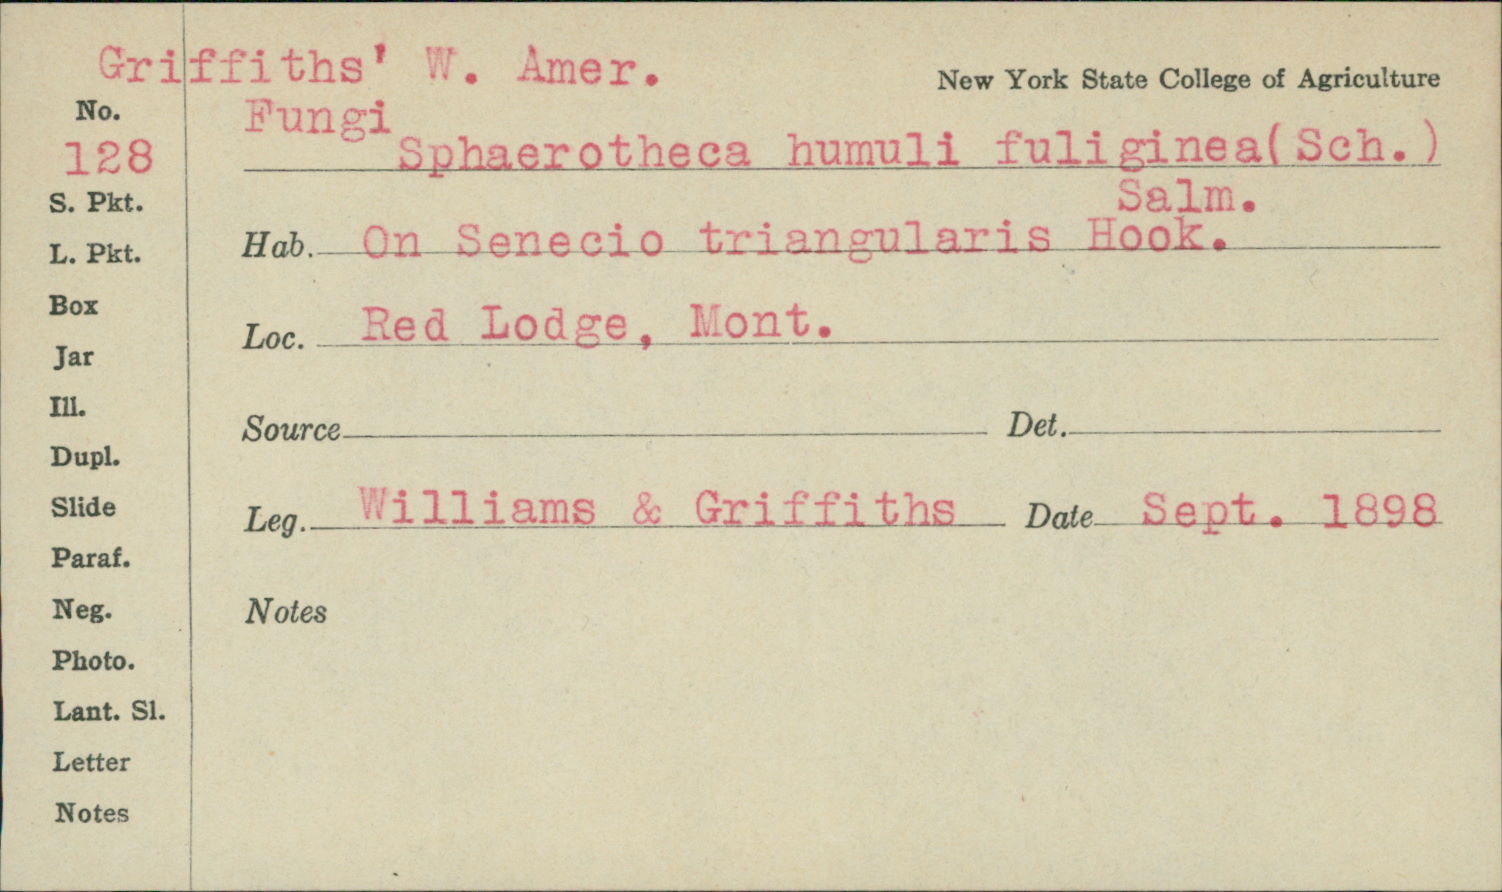 Griffiths' W. Amer.
New York State College of Agriculture
No.
Fungi
128
Sphaerotheca humuli fuliginea(Sch.)
Salm.
S. Pkt.
Hab. On Senecio triangularis Hook.
L. Pkt.
Box
Loc. Red Lodge, Mont.
Jar
Ill.
Source
Det.
Dupl.
Slide
Leg. Williams & Griffiths Date Sept. 1898
Paraf.
Neg.
Notes
Photo.
Lant. Sl.
Letter
Notes